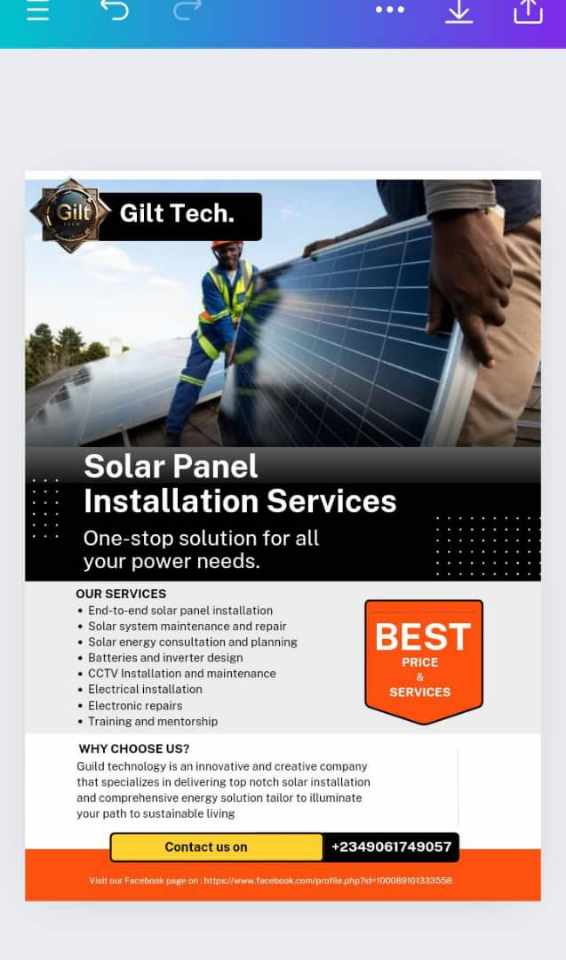 Gilt
TECH
Gilt Tech.
Solar Panel
Installation Services
One-stop solution for all
your power needs.
OUR SERVICES
• End-to-end solar panel installation
• Solar system maintenance and repair
• Solar energy consultation and planning
• Batteries and inverter design
• CCTV Installation and maintenance
• Electrical installation
• Electronic repairs
• Training and mentorship
BEST
PRICE
&
SERVICES
WHY CHOOSE US?
Guild technology is an innovative and creative company
that specializes in delivering top notch solar installation
and comprehensive energy solution tailor to illuminate
your path to sustainable living
Contact us on
+2349061749057
Visit our Facebook page on : https://www.facebook.com/profile.php?id=100089101333558